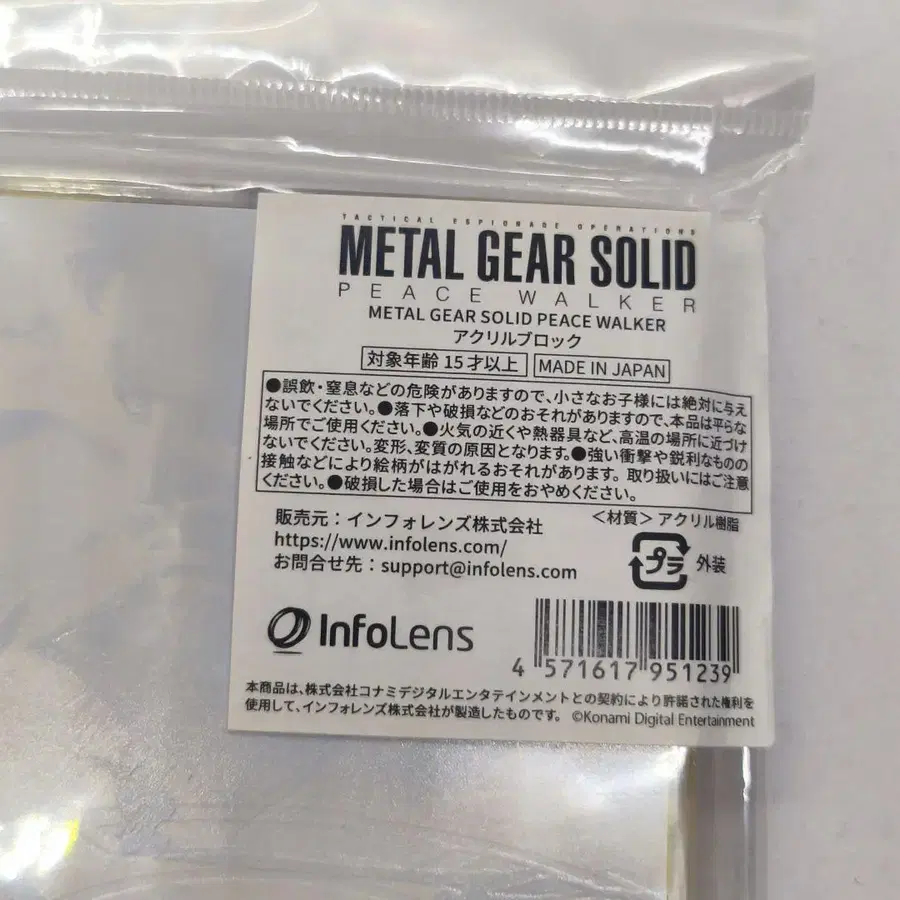 TACTICAL ESPIONAGE OPERATIONS
METAL GEAR SOLID
PEACE WALKER
METAL GEAR SOLID PEACE WALKER
アクリルブロック
対象年齢 15才以上 MADE IN JAPAN
●誤飲・窒息などの危険がありますので、小さなお子様には絶対に与え
ないでください。●落下や破損などのおそれがありますので、本品は平らな
場所でご使用ください。●火気の近くや熱器具など、高温の場所に近づけ
ないでください。変形、変質の原因となります。●強い衝撃や鋭利なものの
接触などにより絵柄がはがれるおそれがあります。取り扱いにはご注意
ください。●破損した場合はご使用をおやめください。
販売元：インフォレンズ株式会社 ＜材質＞アクリル樹脂
https://www.infolens.com/
お問合せ先：support@infolens.com
プラ 外装
InfoLens
4 571617 951239
本商品は、株式会社コナミデジタルエンタテインメントとの契約により許諾された権利を
使用して、インフォレンズ株式会社が製造したものです。 ©Konami Digital Entertainment